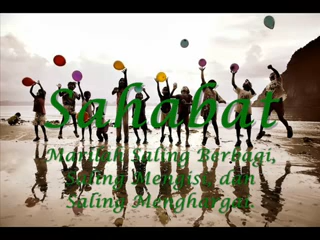 Sahabat
Marilah Saling Berbagi,
Saling Mengisi, dan
Saling Menghargai.